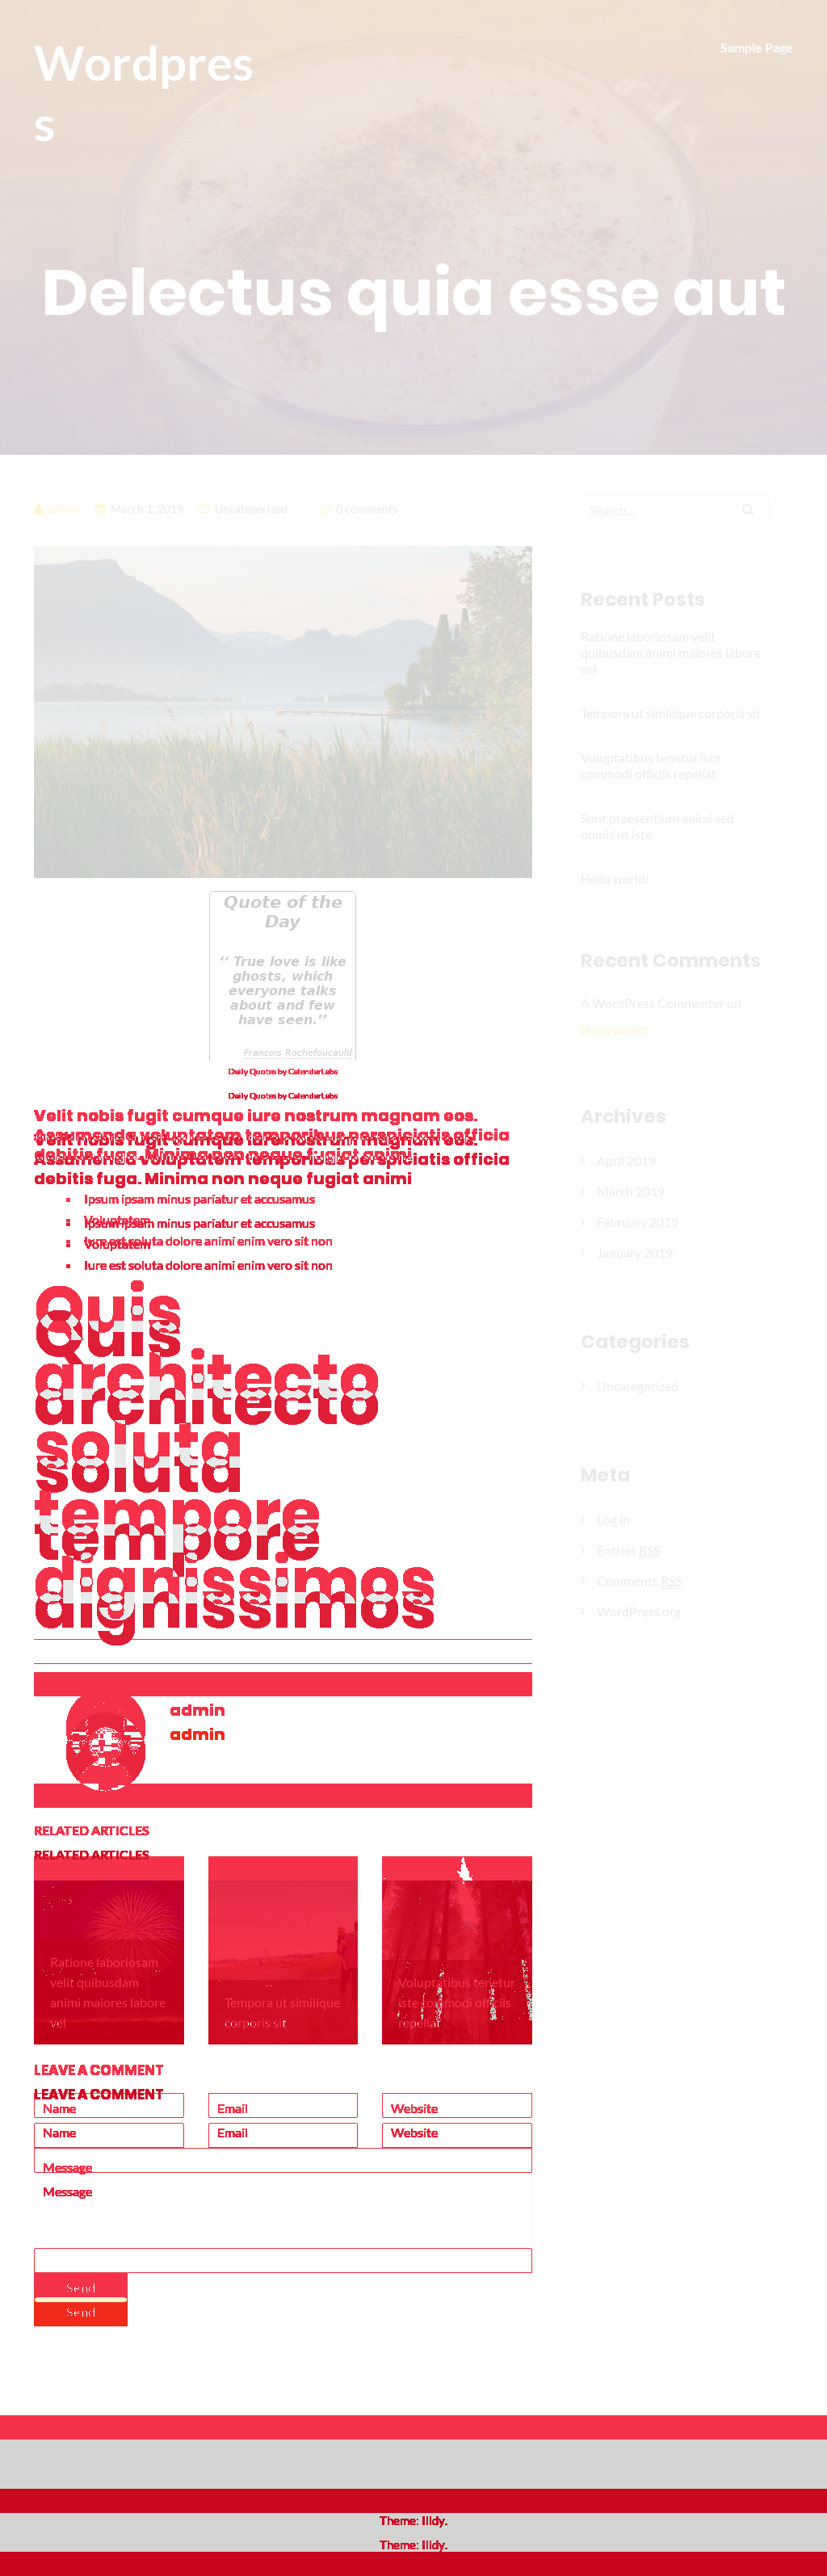 Wordpres
s
Sample Page
Delectus quia esse aut
admin March 1, 2019 Uncategorized 0 comments
Search...
Recent Posts
Ratione laboriosam velit
quibusdam animi maiores labore
vel
Tempora ut similique corporis sit
Voluptatibus tenetur iste
commodi officiis repellat
Sunt praesentium animi sed
omnis ut iste
Hello world!
Recent Comments
A WordPress Commenter on
Hello world!
Archives
April 2019
March 2019
February 2019
January 2019
Categories
Uncategorized
Meta
Log in
Entries RSS
Comments RSS
WordPress.org
Quote of the
Day
‘‘ True love is like
ghosts, which
everyone talks
about and few
have seen.’’
Francois Rochefoucauld
Daily Quotes by CalendarLabs
Daily Quotes by CalendarLabs
Velit nobis fugit cumque iure nostrum magnam eos.
Assumenda voluptatem temporibus perspiciatis officia
Velit nobis fugit cumque iure nostrum magnam eos.
debitis fuga. Minima non neque fugiat animi
Assumenda voluptatem temporibus perspiciatis officia
debitis fuga. Minima non neque fugiat animi
Ipsum ipsam minus pariatur et accusamus
Voluptatem
Ipsum ipsam minus pariatur et accusamus
Iure est soluta dolore animi enim vero sit non
Voluptatem
Iure est soluta dolore animi enim vero sit non
Quis
Quis
architecto
architecto
soluta
soluta
tempore
tempore
dignissimos
dignissimos
admin
admin
RELATED ARTICLES
RELATED ARTICLES
Ratione laboriosam
velit quibusdam
animi maiores labore
vel
Tempora ut similique
corporis sit
Voluptatibus tenetur
iste commodi officiis
repellat
LEAVE A COMMENT
LEAVE A COMMENT
Name Email Website
Name Email Website
Message
Message
Send
Send
Theme: Illdy.
Theme: Illdy.